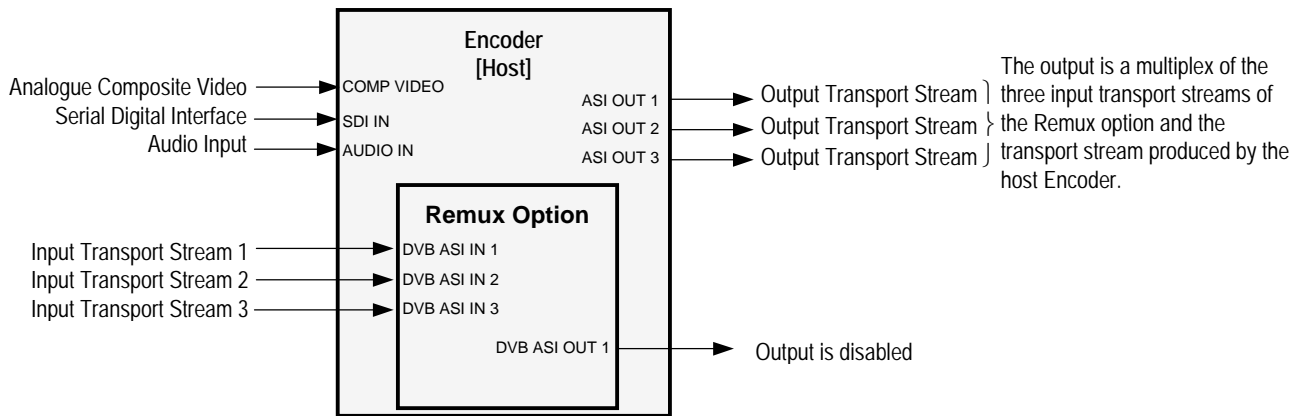 Encoder
[Host]
Analogue Composite Video
Serial Digital Interface
Audio Input
COMP VIDEO
SDI IN
AUDIO IN
ASI OUT 1
ASI OUT 2
ASI OUT 3
Output Transport Stream
Output Transport Stream
Output Transport Stream
The output is a multiplex of the
three input transport streams of
the Remux option and the
transport stream produced by the
host Encoder.
Remux Option
Input Transport Stream 1
Input Transport Stream 2
Input Transport Stream 3
DVB ASI IN 1
DVB ASI IN 2
DVB ASI IN 3
DVB ASI OUT 1
Output is disabled